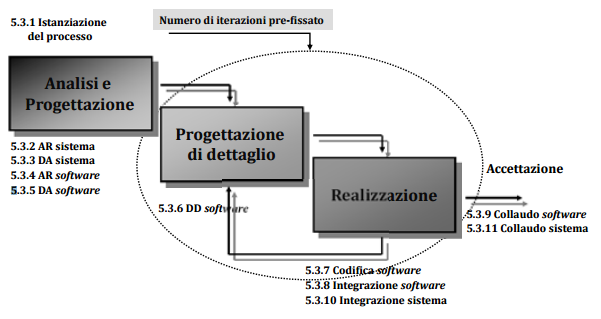 5.3.1 Istanziazione
del processo
Numero di iterazioni pre-fissato
Analisi e
Progettazione
5.3.2 AR sistema
5.3.3 DA sistema
5.3.4 AR software
5.3.5 DA software
Progettazione
di dettaglio
5.3.6 DD software
Realizzazione
Accettazione
5.3.9 Collaudo software
5.3.11 Collaudo sistema
5.3.7 Codifica software
5.3.8 Integrazione software
5.3.10 Integrazione sistema